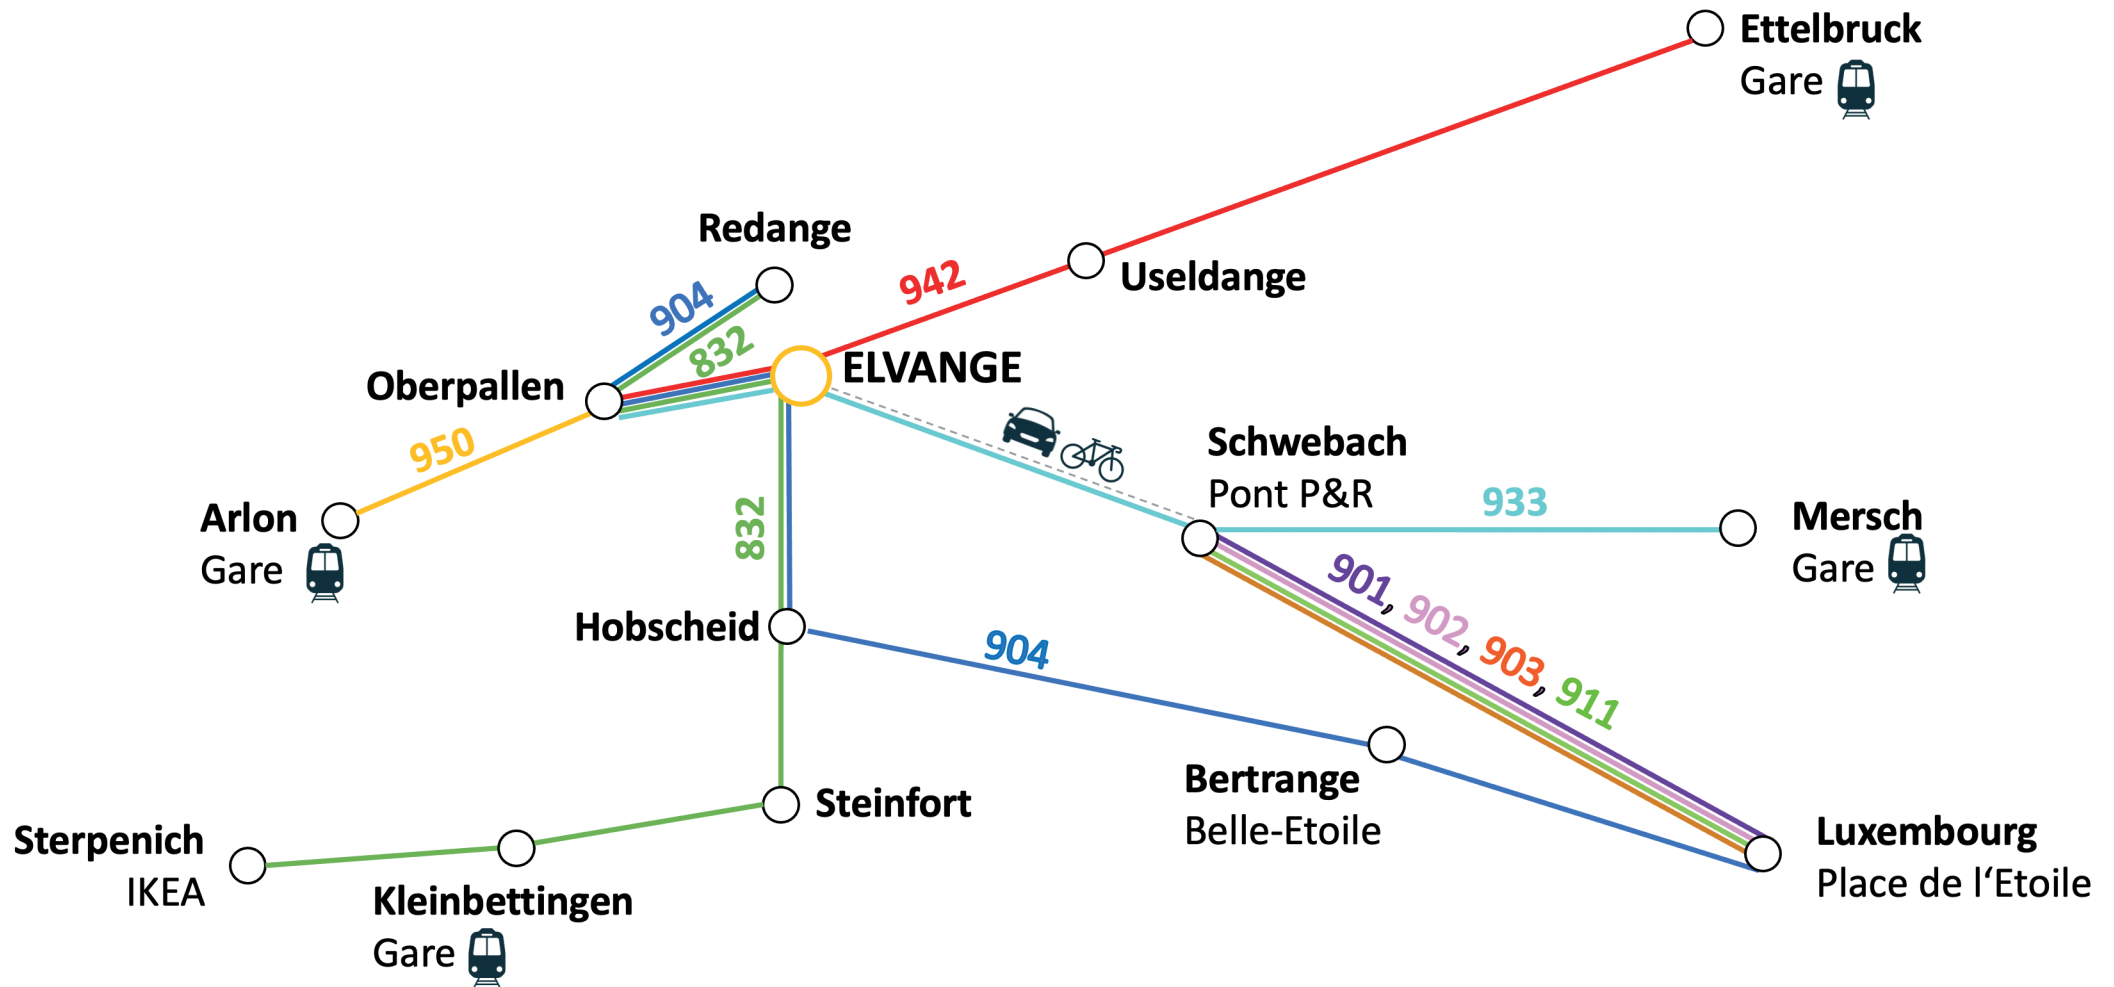 Ettelbruck
Gare
Redange
942
Useldange
904
832
ELVANGE
Oberpallen
950
Schwebach
Pont P&R
933
Arlon
Gare
Mersch
Gare
832
901, 902, 903, 911
Hobscheid
904
Bertrange
Belle-Etoile
Steinfort
Sterpenich
IKEA
Luxembourg
Place de l‘Etoile
Kleinbettingen
Gare